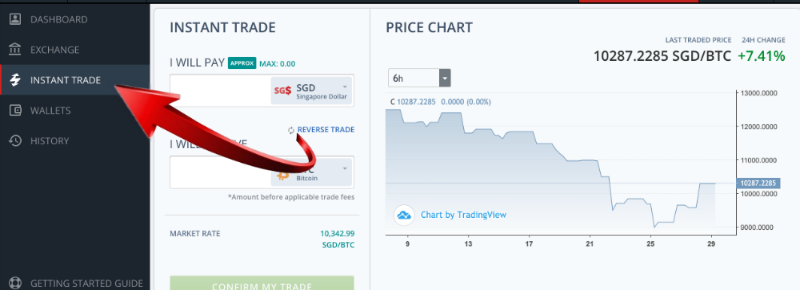 DASHBOARD
EXCHANGE
INSTANT TRADE
WALLETS
HISTORY
GETTING STARTED GUIDE
INSTANT TRADE
I WILL PAY APPROX MAX: 0.00
SG$ SGD
Singapore Dollar
REVERSE TRADE
I WILL
Bitcoin
*Amount before applicable trade fees
MARKET RATE 10,342.99
SGD/BTC
CONFIRM MY TRADE
PRICE CHART
LAST TRADED PRICE 24H CHANGE
10287.2285 SGD/BTC +7.41%
6h
C 10287.2285 0.0000 (0.00%)
13000.0000
12000.0000
11000.0000
10287.2285
10000.0000
9000.0000
Chart by TradingView
9 13 17 21 25 29